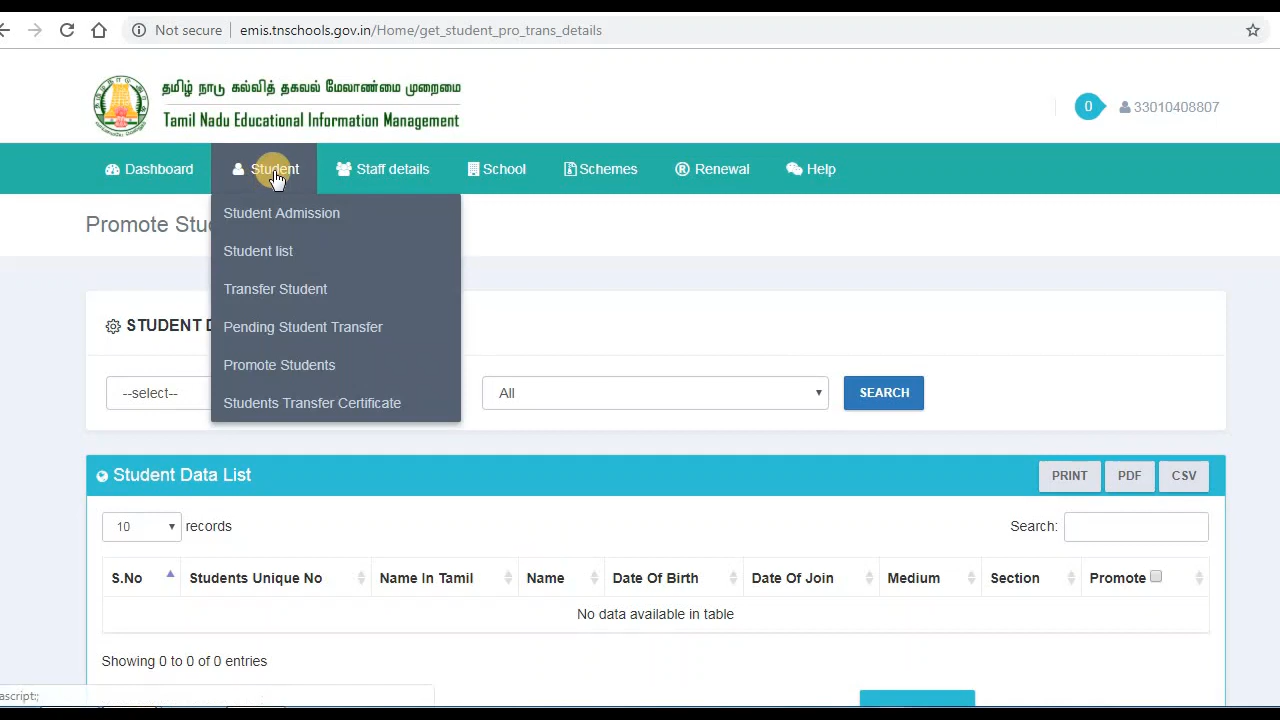 Not secure emis.tnschools.gov.in/Home/get_student_pro_trans_details
தமிழ் நாடு கல்வித் தகவல் மேலாண்மை முறைமை
Tamil Nadu Educational Information Management
0 33010408807
Dashboard Student Staff details School Schemes Renewal Help
Promote Stu
Student Admission
Student list
Transfer Student
Pending Student Transfer
Promote Students
Students Transfer Certificate
STUDENT D
--select-- All SEARCH
Student Data List PRINT PDF CSV
10 records Search:
S.No Students Unique No Name In Tamil Name Date Of Birth Date Of Join Medium Section Promote
No data available in table
Showing 0 to 0 of 0 entries
ascript:;